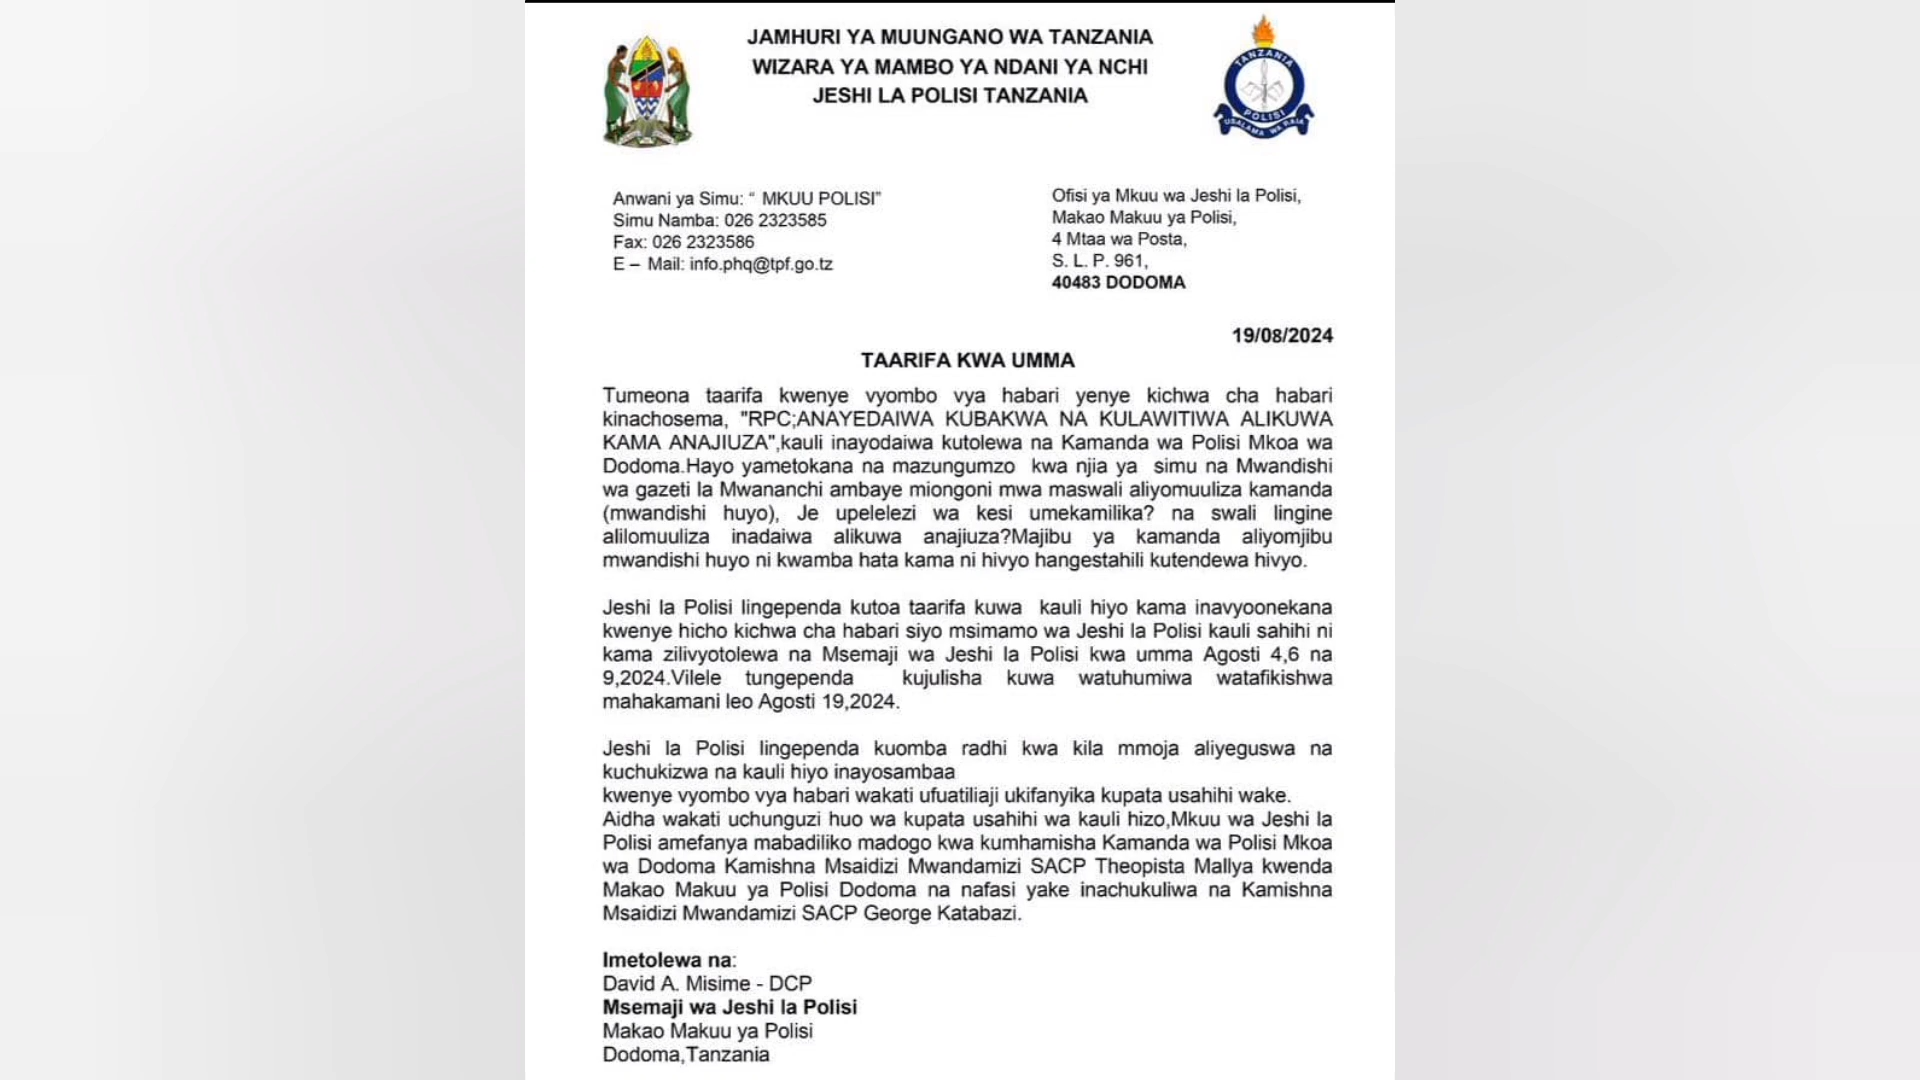 JAMHURI YA MUUNGANO WA TANZANIA
WIZARA YA MAMBO YA NDANI YA NCHI
JESHI LA POLISI TANZANIA
TANZANIA
POLISI
USALAMA WA RAIA
Anwani ya Simu: “ MKUU POLISI”
Simu Namba: 026 2323585
Fax: 026 2323586
E – Mail: info.phq@tpf.go.tz
Ofisi ya Mkuu wa Jeshi la Polisi,
Makao Makuu ya Polisi,
4 Mtaa wa Posta,
S. L. P. 961,
40483 DODOMA
19/08/2024
TAARIFA KWA UMMA
Tumeona taarifa kwenye vyombo vya habari yenye kichwa cha habari
kinachosema, "RPC;ANAYEDAIWA KUBAKWA NA KULAWITIWA ALIKUWA
KAMA ANAJIUZA",kauli inayodaiwa kutolewa na Kamanda wa Polisi Mkoa wa
Dodoma.Hayo yametokana na mazungumzo kwa njia ya simu na Mwandishi
wa gazeti la Mwananchi ambaye miongoni mwa maswali aliyomuuliza kamanda
(mwandishi huyo), Je upelelezi wa kesi umekamilika? na swali lingine
alilomuuliza inadaiwa alikuwa anajiuza?Majibu ya kamanda aliyomjibu
mwandishi huyo ni kwamba hata kama ni hivyo hangestahili kutendewa hivyo.
Jeshi la Polisi lingependa kutoa taarifa kuwa kauli hiyo kama inavyoonekana
kwenye hicho kichwa cha habari siyo msimamo wa Jeshi la Polisi kauli sahihi ni
kama zilivyotolewa na Msemaji wa Jeshi la Polisi kwa umma Agosti 4,6 na
9,2024.Vilele tungependa kujulisha kuwa watuhumiwa watafikishwa
mahakamani leo Agosti 19,2024.
Jeshi la Polisi lingependa kuomba radhi kwa kila mmoja aliyeguswa na
kuchukizwa na kauli hiyo inayosambaa
kwenye vyombo vya habari wakati ufuatiliaji ukifanyika kupata usahihi wake.
Aidha wakati uchunguzi huo wa kupata usahihi wa kauli hizo,Mkuu wa Jeshi la
Polisi amefanya mabadiliko madogo kwa kumhamisha Kamanda wa Polisi Mkoa
wa Dodoma Kamishna Msaidizi Mwandamizi SACP Theopista Mallya kwenda
Makao Makuu ya Polisi Dodoma na nafasi yake inachukuliwa na Kamishna
Msaidizi Mwandamizi SACP George Katabazi.
Imetolewa na:
David A. Misime - DCP
Msemaji wa Jeshi la Polisi
Makao Makuu ya Polisi
Dodoma,Tanzania